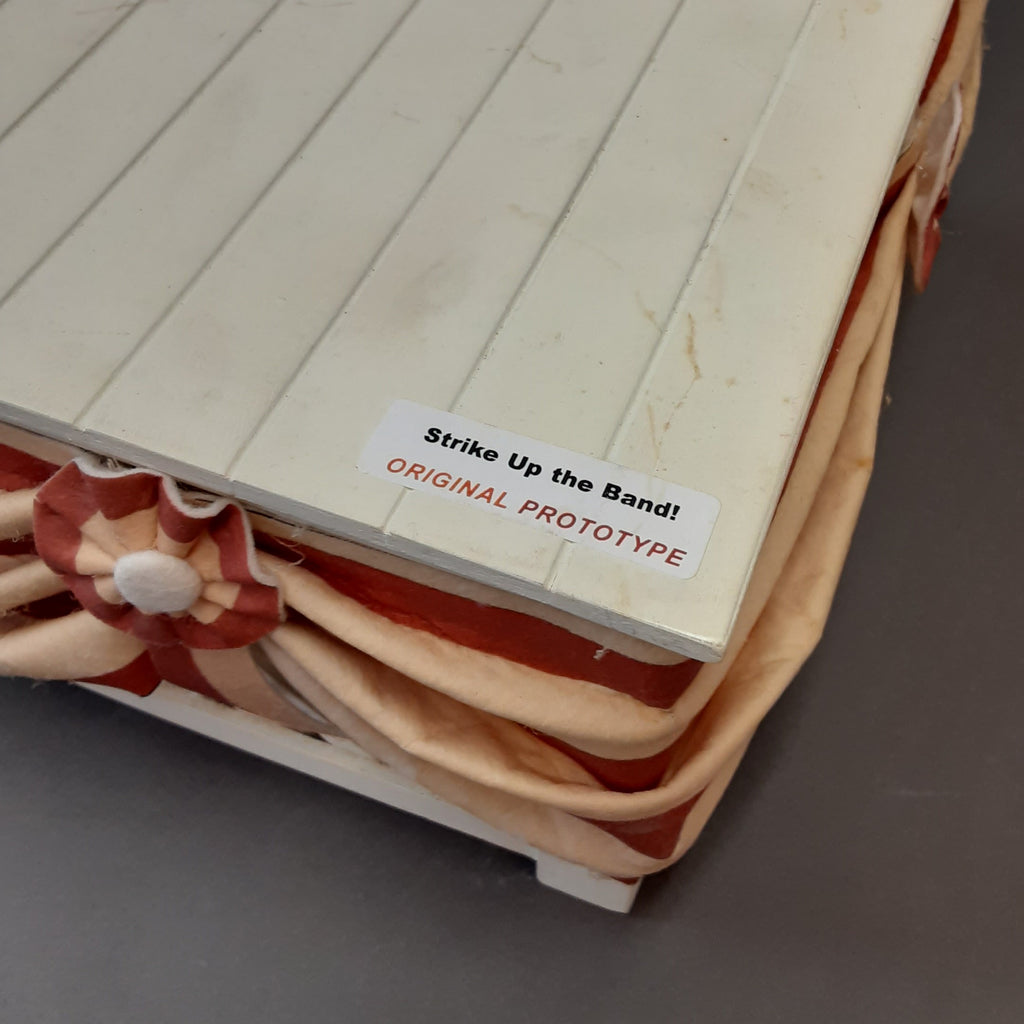 Strike Up the Band!
ORIGINAL PROTOTYPE